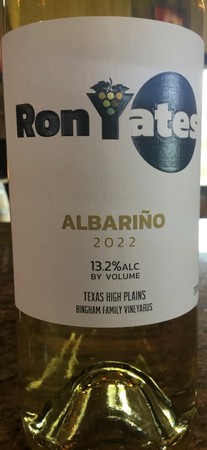 Ron Yates
ALBARIÑO
2022
13.2% ALC
BY VOLUME
TEXAS HIGH PLAINS
BINGHAM FAMILY VINEYARDS